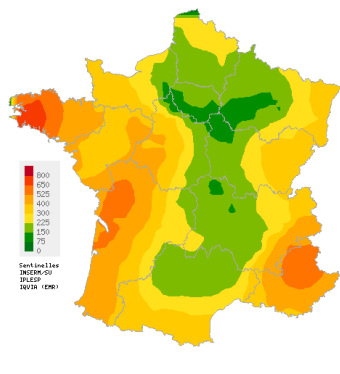 800
650
525
400
300
225
150
75
0
Sentinelles
INSERM/SU
IPLESP
IQVIA (EMR)